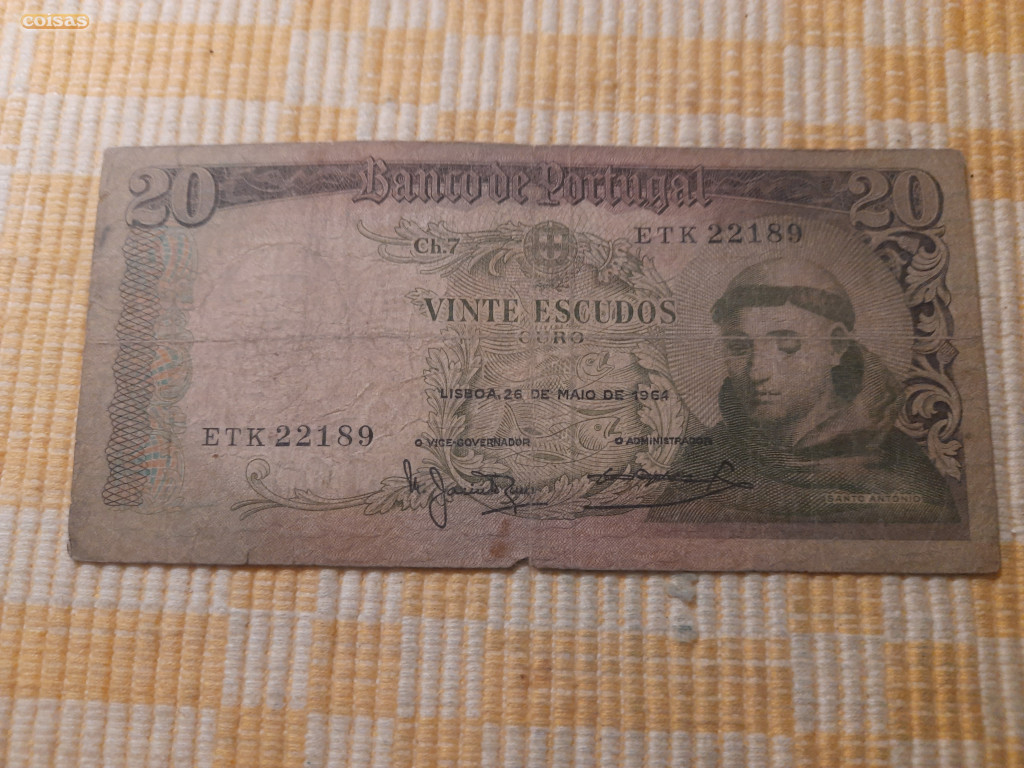 coisas
20 Banco de Portugal 20
Ch.7
ETK 22189
VINTE ESCUDOS
OURO
LISBOA, 26 DE MAIO DE 1964
ETK 22189
O VICE-GOVERNADOR
O ADMINISTRADOR
SANTO ANTÓNIO